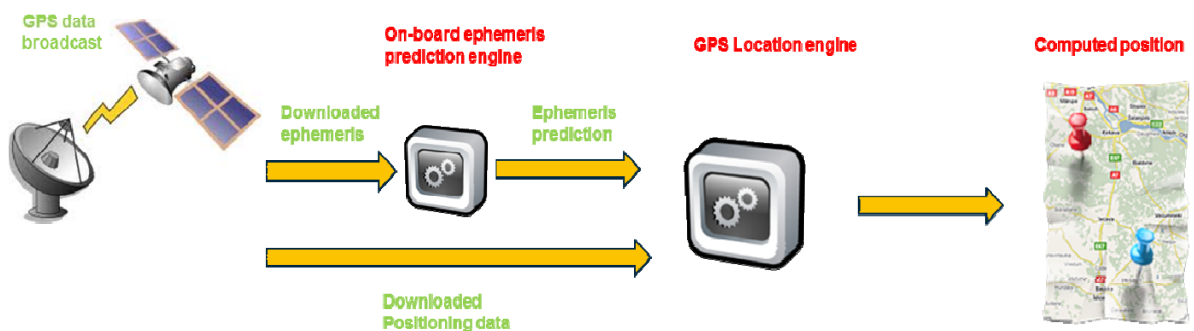 GPS data
broadcast
On-board ephemeris
prediction engine
GPS Location engine
Computed position
Downloaded
ephemeris
Ephemeris
prediction
Downloaded
Positioning data